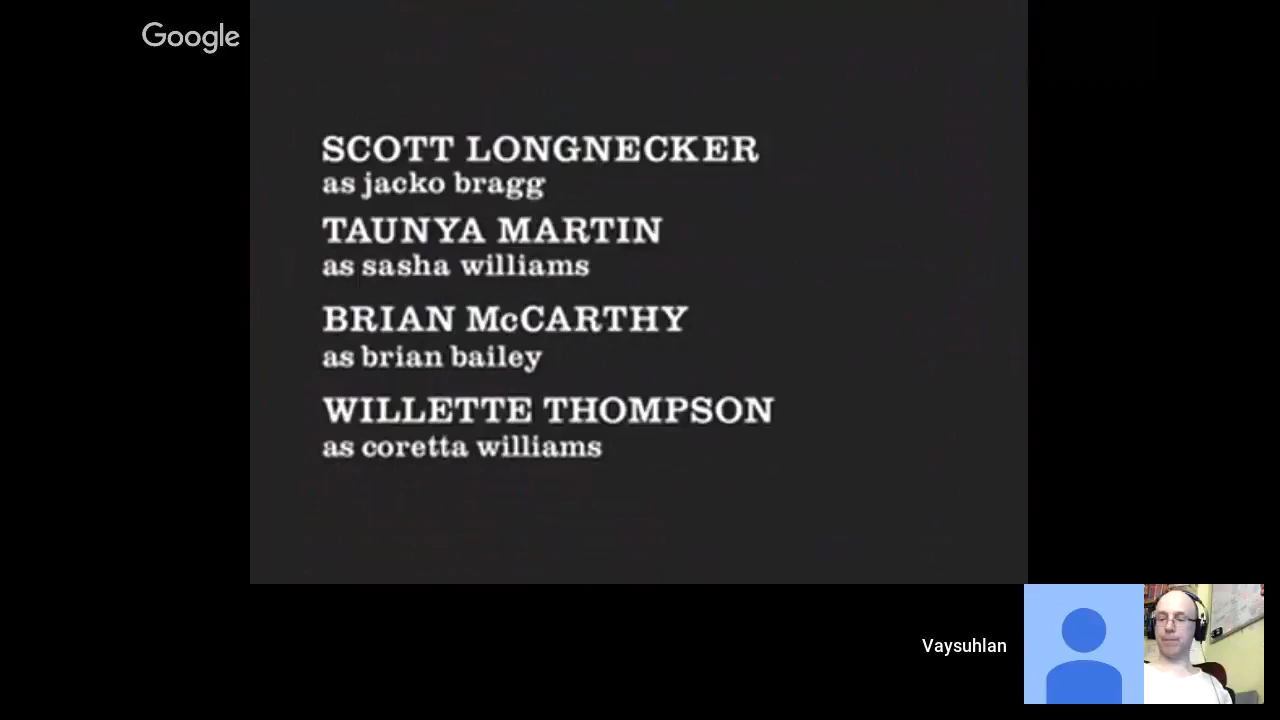 Google
SCOTT LONGNECKER
as jacko bragg
TAUNYA MARTIN
as sasha williams
BRIAN McCARTHY
as brian bailey
WILLETTE THOMPSON
as coretta williams
Vaysuhlan